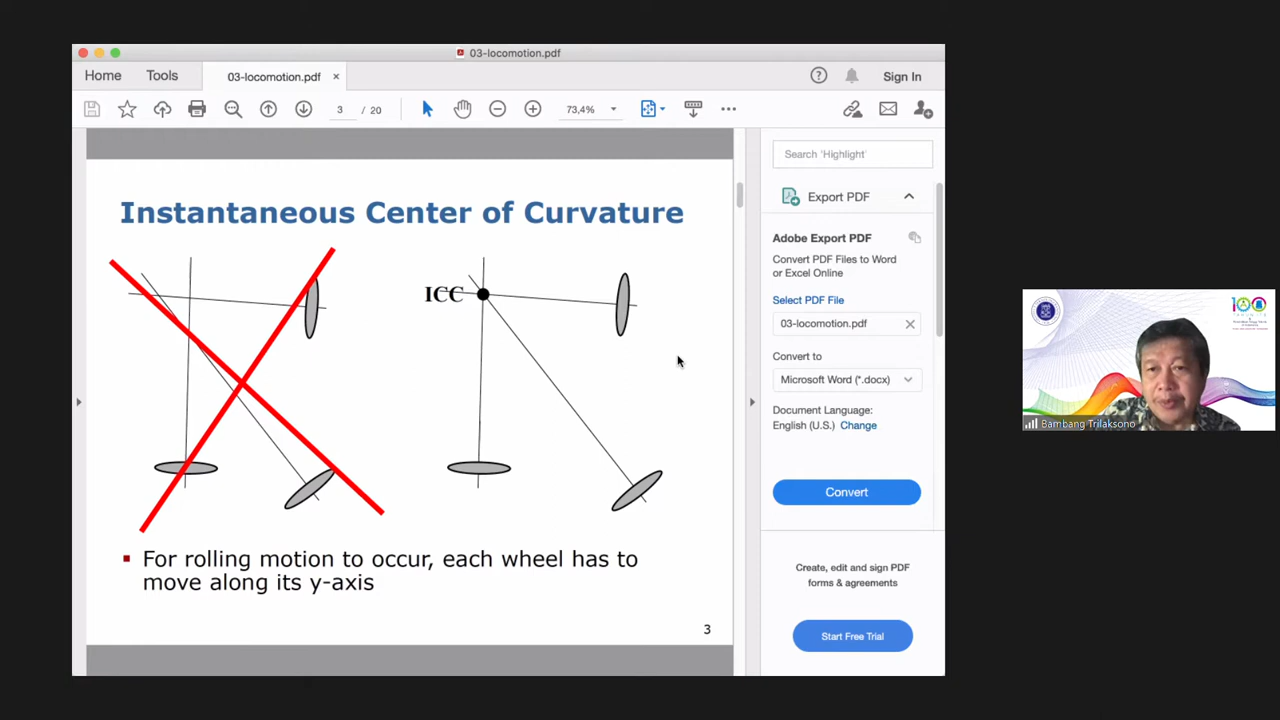 03-locomotion.pdf
Home
Tools
03-locomotion.pdf
×
Sign In
3 / 20
73,4%
Instantaneous Center of Curvature
ICC
For rolling motion to occur, each wheel has to
move along its y-axis
3
Search 'Highlight'
Export PDF
Adobe Export PDF
Convert PDF Files to Word
or Excel Online
Select PDF File
03-locomotion.pdf
Convert to
Microsoft Word (*.docx)
Document Language:
English (U.S.) Change
Convert
Create, edit and sign PDF
forms & agreements
Start Free Trial
100
Bambang Trilaksono